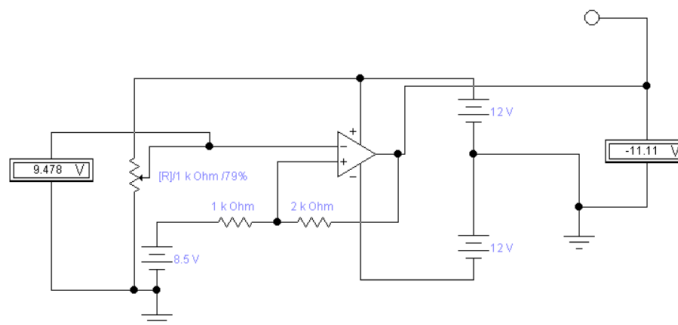 12 V
-11.11 V
9.478 V
[R]/1 k Ohm /79%
1 k Ohm
2 k Ohm
8.5 V
12 V